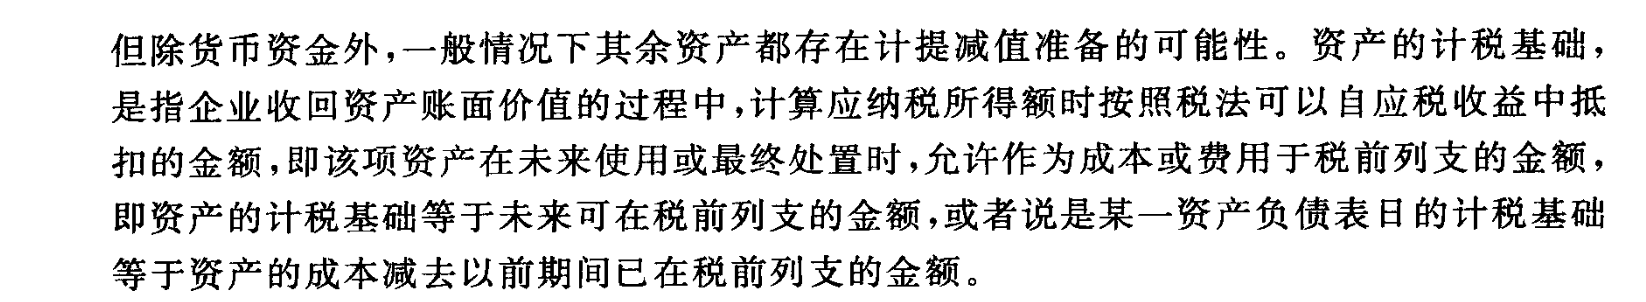 但除货币资金外,一般情况下其余资产都存在计提减值准备的可能性。资产的计税基础,
是指企业收回资产账面价值的过程中,计算应纳税所得额时按照税法可以自应税收益中抵
扣的金额,即该项资产在未来使用或最终处置时,允许作为成本或费用于税前列支的金额,
即资产的计税基础等于未来可在税前列支的金额,或者说是某一资产负债表日的计税基础
等于资产的成本减去以前期间已在税前列支的金额。